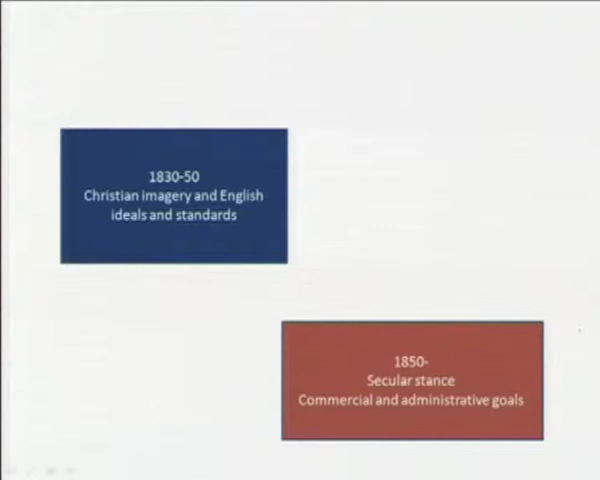 1830-50
Christian imagery and English
ideals and standards
1850-
Secular stance
Commercial and administrative goals